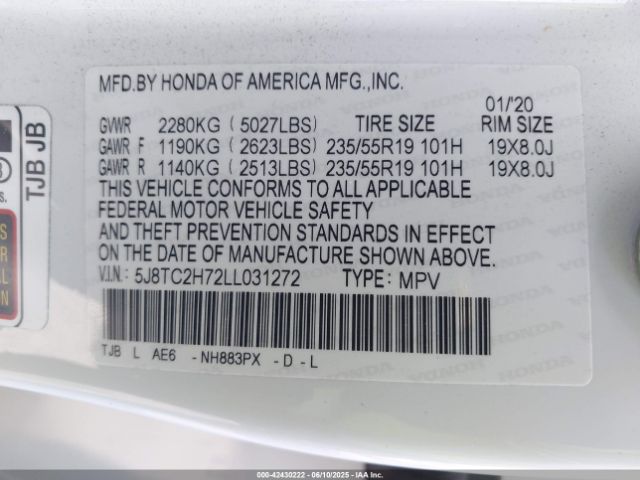 MFD.BY HONDA OF AMERICA MFG.,INC.
01/'20
GVWR 2280KG (5027LBS) TIRE SIZE RIM SIZE
GAWR F 1190KG (2623LBS) 235/55R19 101H 19X8.0J
GAWR R 1140KG (2513LBS) 235/55R19 101H 19X8.0J
THIS VEHICLE CONFORMS TO ALL APPLICABLE
FEDERAL MOTOR VEHICLE SAFETY
AND THEFT PREVENTION STANDARDS IN EFFECT
ON THE DATE OF MANUFACTURE SHOWN ABOVE.
V.I.N.: 5J8TC2H72LL031272 TYPE: MPV
TJB L AE6 -NH883PX -D -L
TJB JB
000-42430222 - 06/10/2025 - IAAI.COM